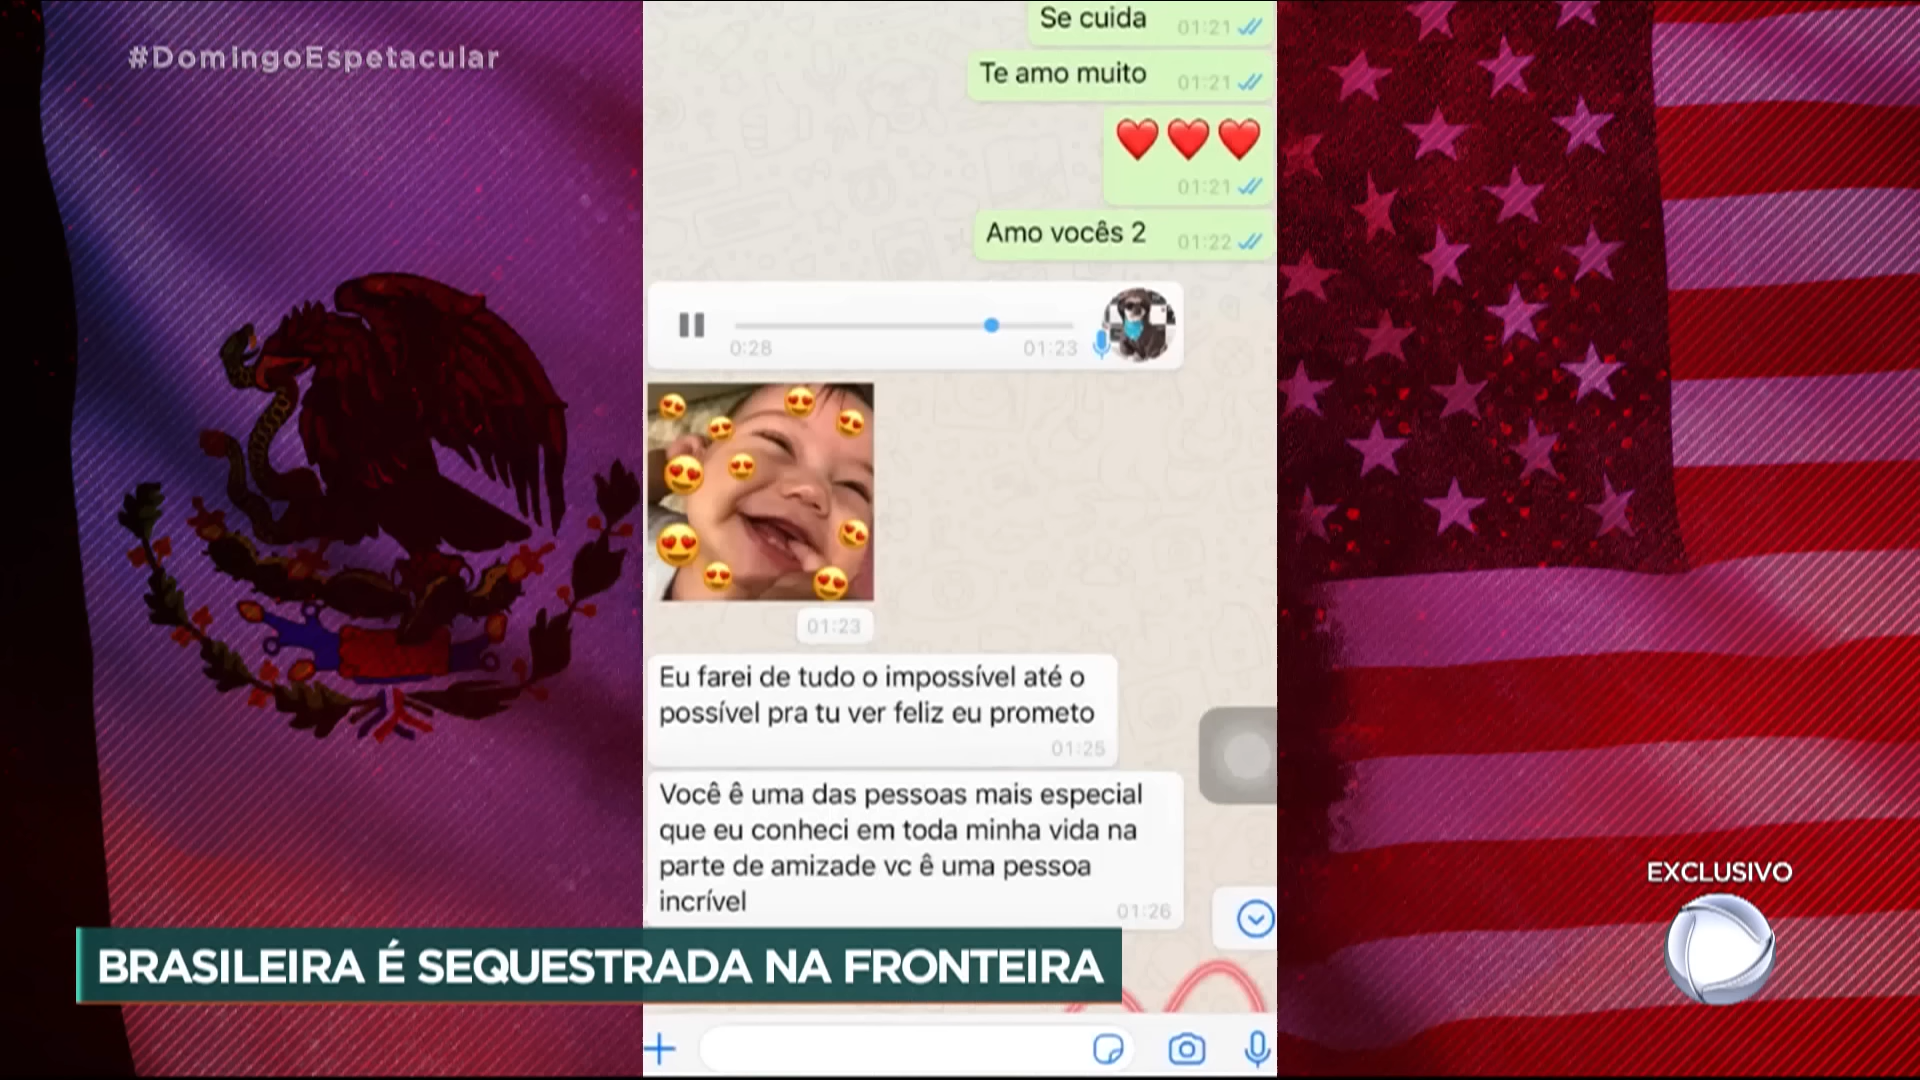 #DomingoEspetacular
Se cuida 01:21
Te amo muito 01:21
01:21
Amo vocês 2 01:22
0:28 01:23
01:23
Eu farei de tudo o impossível até o
possível pra tu ver feliz eu prometo
01:25
Você ê uma das pessoas mais especial
que eu conheci em toda minha vida na
parte de amizade vc ê uma pessoa
incrível 01:26
EXCLUSIVO
BRASILEIRA É SEQUESTRADA NA FRONTEIRA